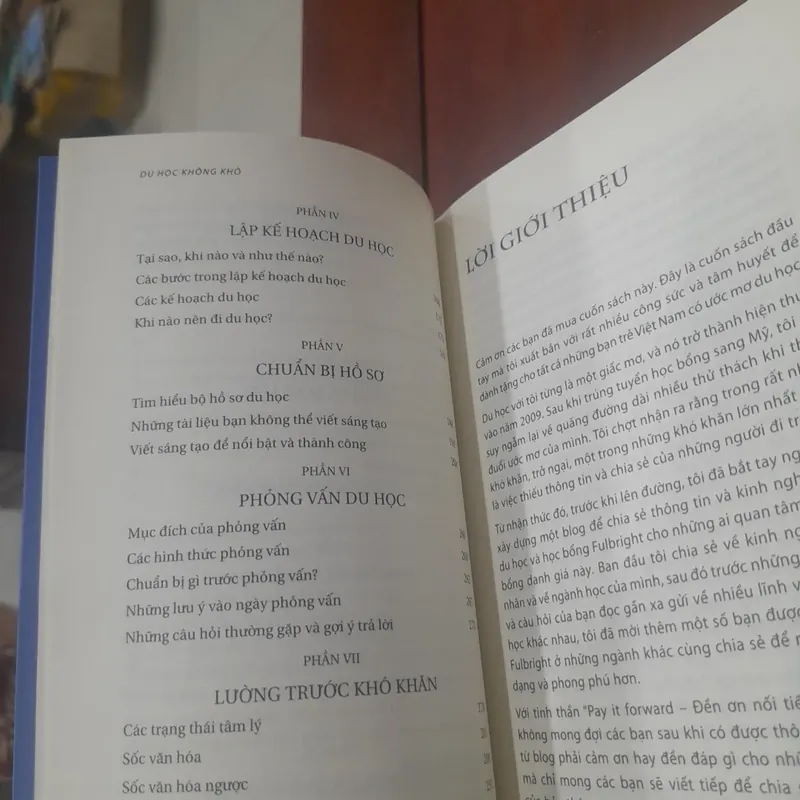 DU HỌC KHÔNG KHÓ
PHẦN IV
LẬP KẾ HOẠCH DU HỌC
Tại sao, khi nào và như thế nào?
Các bước trong lập kế hoạch du học
Các kế hoạch du học
Khi nào nên đi du học?
PHẦN V
CHUẨN BỊ HỒ SƠ
Tìm hiểu bộ hồ sơ du học
Những tài liệu bạn không thể viết sáng tạo
Viết sáng tạo để nổi bật và thành công
PHẦN VI
PHỎNG VẤN DU HỌC
Mục đích của phỏng vấn
Các hình thức phỏng vấn
Chuẩn bị gì trước phỏng vấn?
Những lưu ý vào ngày phỏng vấn
Những câu hỏi thường gặp và gợi ý trả lời
PHẦN VII
LƯỜNG TRƯỚC KHÓ KHĂN
Các trạng thái tâm lý
Sốc văn hóa
Sốc văn hóa ngược
LỜI GIỚI THIỆU
Cảm ơn các bạn đã mua cuốn sách này. Đây là cuốn sách đầu
tay mà tôi xuất bản với rất nhiều công sức và tâm huyết để
dành tặng cho tất cả những bạn trẻ Việt Nam có ước mơ du học
Du học với tôi từng là một giấc mơ, và nó trở thành hiện thự
vào năm 2009. Sau khi trúng tuyển học bổng sang Mỹ, tôi
suy ngẫm lại về quãng đường dài nhiều thử thách khi th
đuổi ước mơ của mình. Tôi chợt nhận ra rằng trong rất nh
khó khăn, trở ngại, một trong những khó khăn lớn nhất
là việc thiếu thông tin và chia sẻ của những người đi tr
Từ nhận thức đó, trước khi lên đường, tôi đã bắt tay ng
xây dựng một blog để chia sẻ thông tin và kinh ngh
du học và học bổng Fulbright cho những ai quan tâm
bổng danh giá này. Ban đầu tôi chia sẻ về kinh ng
nhân và về ngành học của mình, sau đó trước những
và câu hỏi của bạn đọc gần xa gửi về nhiều lĩnh v
học khác nhau, tôi đã mời thêm một số bạn được
Fulbright ở những ngành khác cùng chia sẻ để n
dạng và phong phú hơn.
Với tinh thần "Pay it forward – Đền ơn nối tiế
không mong đợi các bạn sau khi có được thô
từ blog phải cảm ơn hay đền đáp gì cho nhữ
mà chỉ mong các bạn sẽ viết tiếp để chia